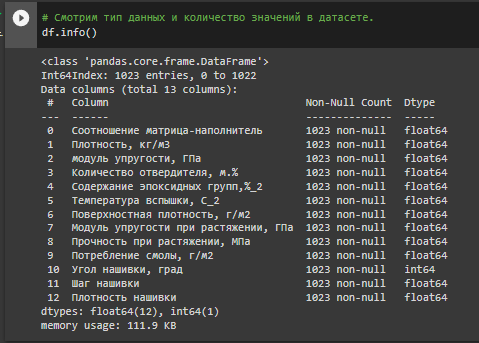 # Смотрим тип данных и количество значений в датасете.
df.info()
<class 'pandas.core.frame.DataFrame'>
Int64Index: 1023 entries, 0 to 1022
Data columns (total 13 columns):
 #   Column                                Non-Null Count  Dtype
---  ------                                --------------  -----
 0   Соотношение матрица-наполнитель       1023 non-null   float64
 1   Плотность, кг/м3                      1023 non-null   float64
 2   модуль упругости, ГПа                 1023 non-null   float64
 3   Количество отвердителя, м.%           1023 non-null   float64
 4   Содержание эпоксидных групп,%_2       1023 non-null   float64
 5   Температура вспышки, С_2              1023 non-null   float64
 6   Поверхностная плотность, г/м2         1023 non-null   float64
 7   Модуль упругости при растяжении, ГПа  1023 non-null   float64
 8   Прочность при растяжении, МПа         1023 non-null   float64
 9   Потребление смолы, г/м2               1023 non-null   float64
 10  Угол нашивки, град                    1023 non-null   int64
 11  Шаг нашивки                           1023 non-null   float64
 12  Плотность нашивки                     1023 non-null   float64
dtypes: float64(12), int64(1)
memory usage: 111.9 KB